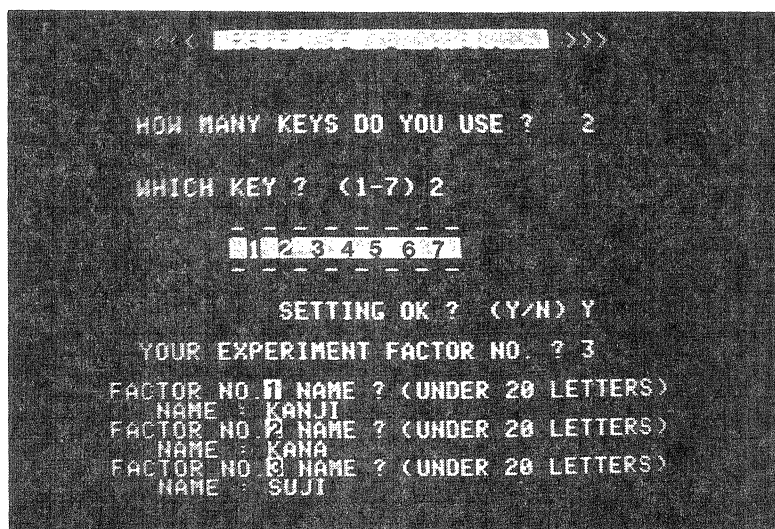 <<<< >>>
HOW MANY KEYS DO YOU USE ? 2
WHICH KEY ? (1-7) 2
1 2 3 4 5 6 7
SETTING OK ? (Y/N) Y
YOUR EXPERIMENT FACTOR NO. ? 3
FACTOR NO.1 NAME ? (UNDER 20 LETTERS)
NAME : KANJI
FACTOR NO.2 NAME ? (UNDER 20 LETTERS)
NAME : KANA
FACTOR NO.3 NAME ? (UNDER 20 LETTERS)
NAME : SUJI